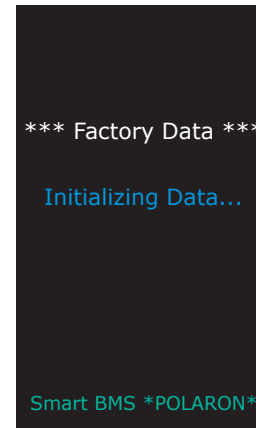 *** Factory Data ***
Initializing Data...
Smart BMS *POLARON*